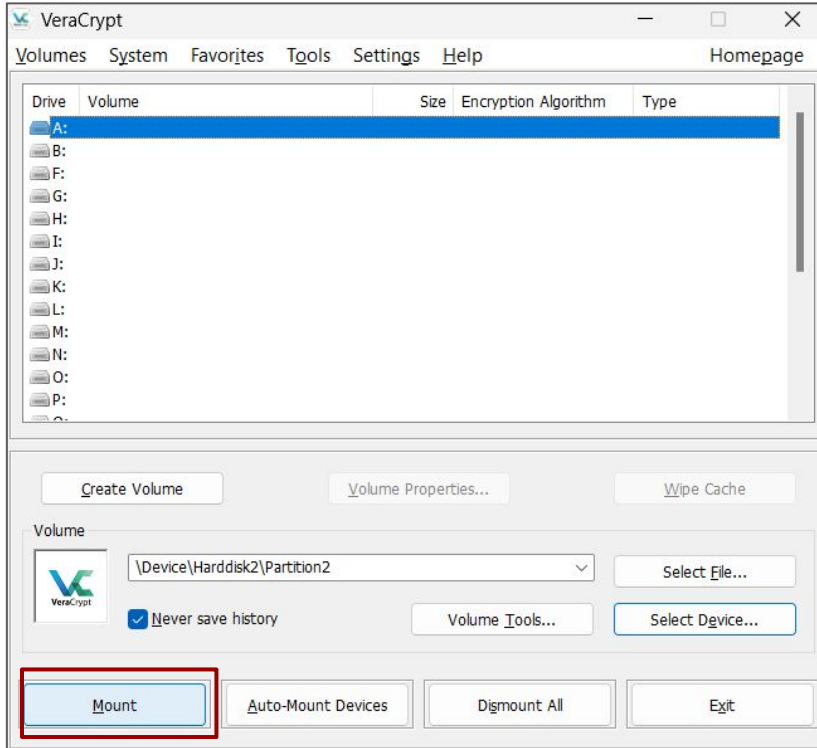 VeraCrypt
Volumes System Favorites Tools Settings Help Homepage
Drive Volume Size Encryption Algorithm Type
A:
B:
F:
G:
H:
I:
J:
K:
L:
M:
N:
O:
P:
Create Volume Volume Properties... Wipe Cache
Volume
VeraCrypt
\Device\Harddisk2\Partition2 Select File...
Never save history Volume Tools... Select Device...
Mount Auto-Mount Devices Dismount All Exit